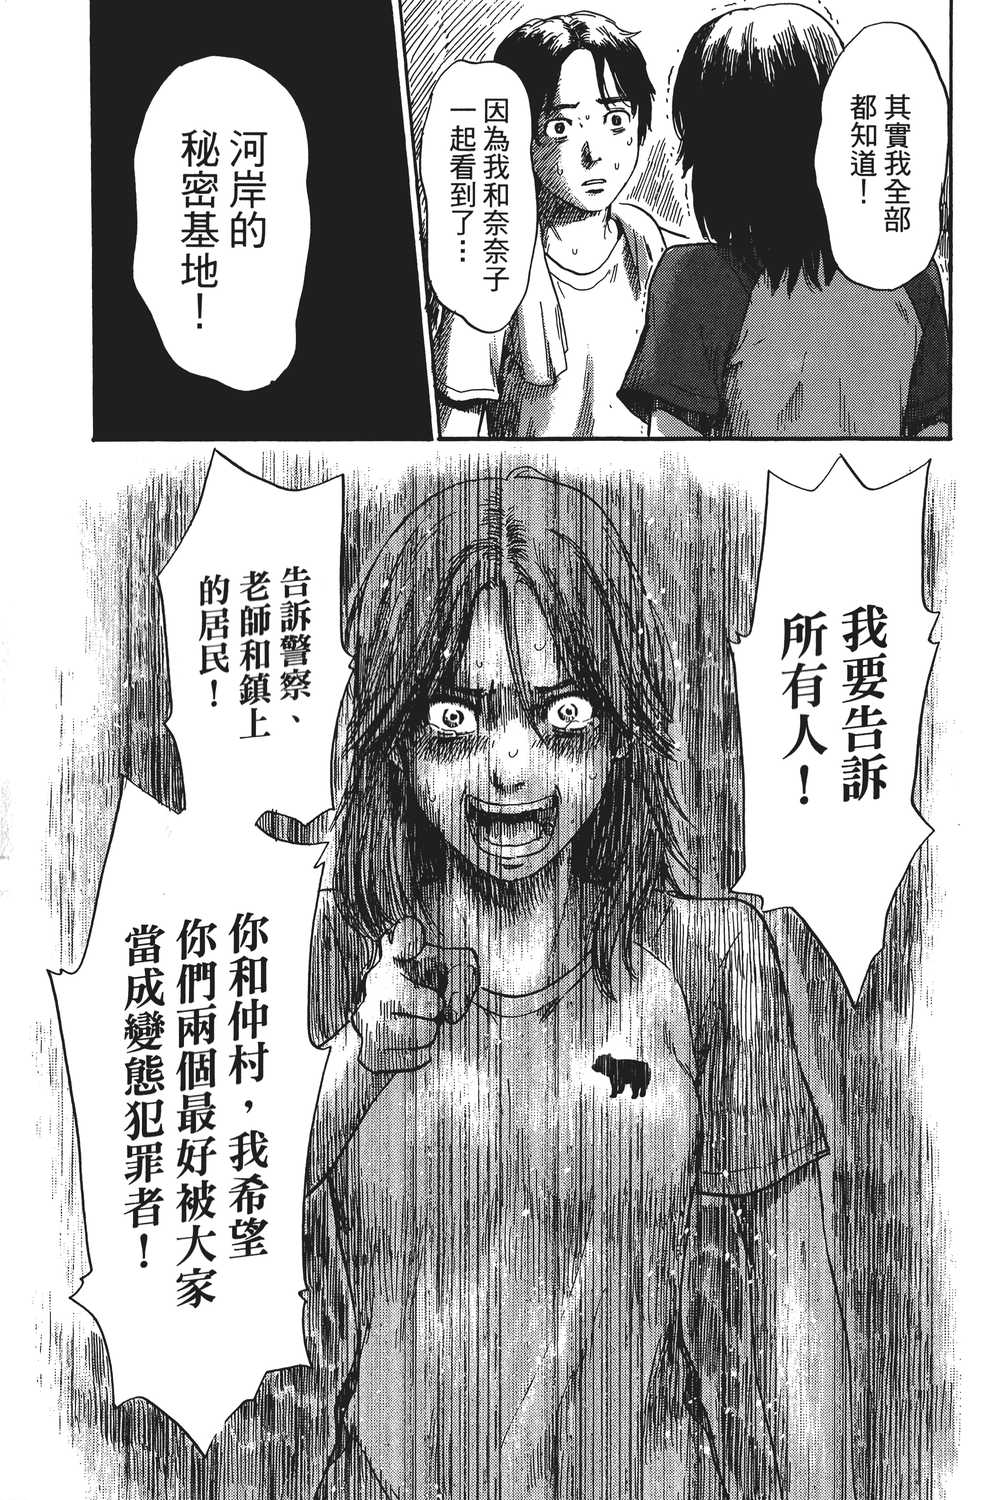 其實我全部
都知道！
因為我和奈奈子
一起看到了…
河岸的
秘密基地！
我要告訴
所有人！
告訴警察、
老師和鎮上
的居民！
你和仲村，我希望
你們兩個最好被大家
當成變態犯罪者！